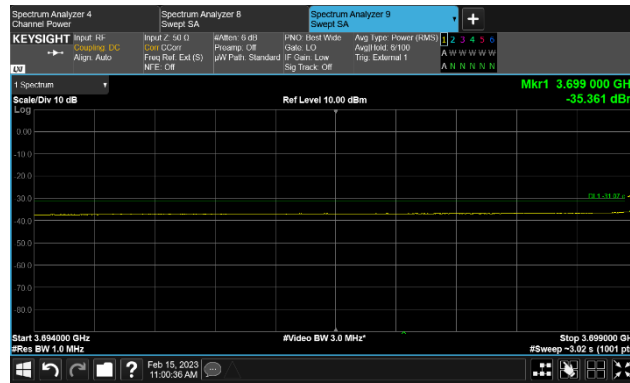 Spectrum Analyzer 4
Channel Power
Spectrum Analyzer 8
Swept SA
Spectrum Analyzer 9
Swept SA
KEYSIGHT
Input: RF
Coupling: DC
Align: Auto
Input Z: 50 Ω
Corr CCorr
Freq Ref: Ext (S)
NFE: Off
#Atten: 6 dB
Preamp: Off
µW Path: Standard
PNO: Best Wide
Gate: LO
IF Gain: Low
Sig Track: Off
Avg Type: Power (RMS)
Avg|Hold: 6/100
Trig: External 1
1 2 3 4 5 6
A W W W W W
A N N N N N
LXI
1 Spectrum
Scale/Div 10 dB
Log
Ref Level 10.00 dBm
Mkr1 3.699 000 GH
-35.361 dBr
0.00
-10.0
-20.0
-30.0
-40.0
-50.0
-60.0
-70.0
-80.0
Start 3.694000 GHz
#Res BW 1.0 MHz
#Video BW 3.0 MHz*
Stop 3.699000 GH
#Sweep ~3.02 s (1001 pt
?
Feb 15, 2023
11:00:36 AM